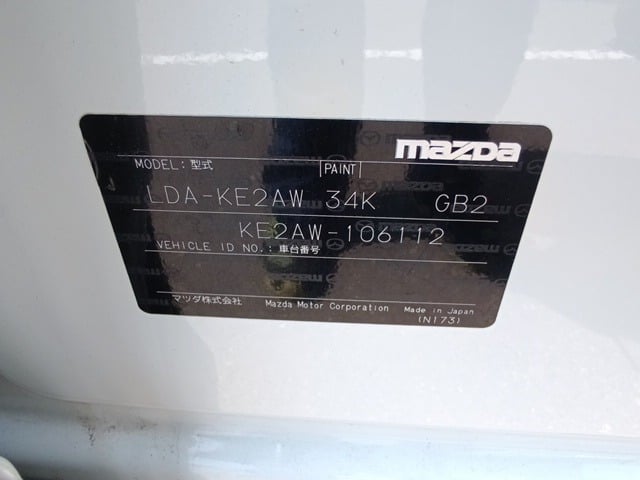 mazda
MODEL: 型式 PAINT
LDA-KE2AW 34K GB2
KE2AW-106112
VEHICLE ID NO.: 車台番号
マツダ株式会社 Mazda Motor Corporation Made in Japan
(N173)